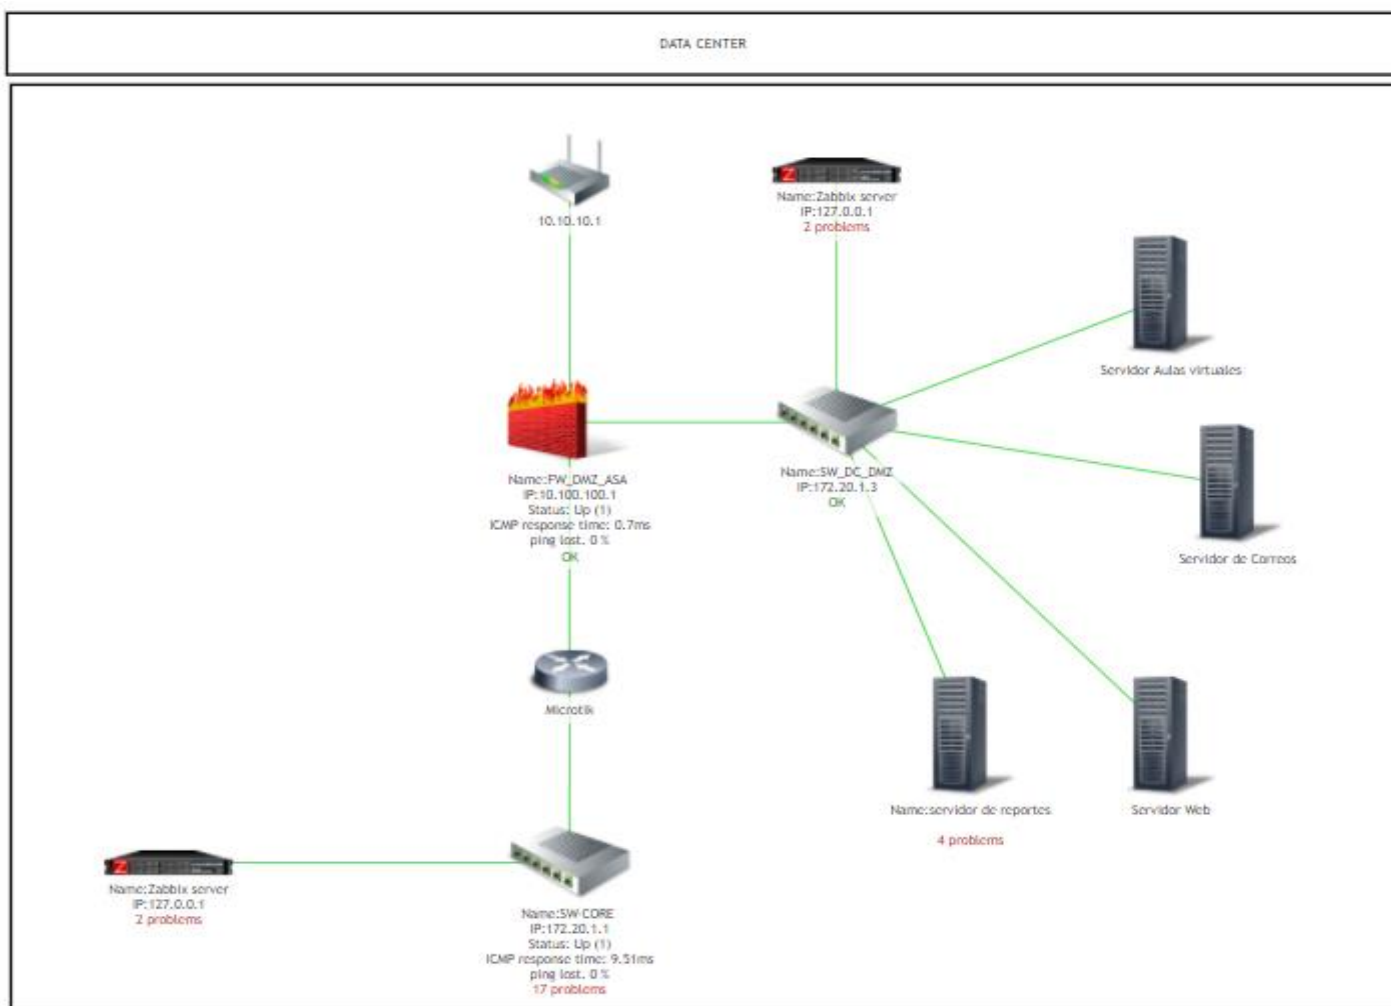 DATA CENTER
10.10.10.1
Name:Zabbix server
IP:127.0.0.1
2 problems
Servidor Aulas virtuales
Name:FW_DMZ_ASA
IP:10.100.100.1
Status: Up (1)
ICMP response time: 0.7ms
ping lost. 0 %
OK
Name:SW_DC_DMZ
IP:172.20.1.3
OK
Servidor de Correos
Microtik
Name:servidor de reportes
4 problems
Servidor Web
Name:Zabbix server
IP:127.0.0.1
2 problems
Name:SW-CORE
IP:172.20.1.1
Status: Up (1)
ICMP response time: 9.51ms
ping lost. 0 %
17 problems